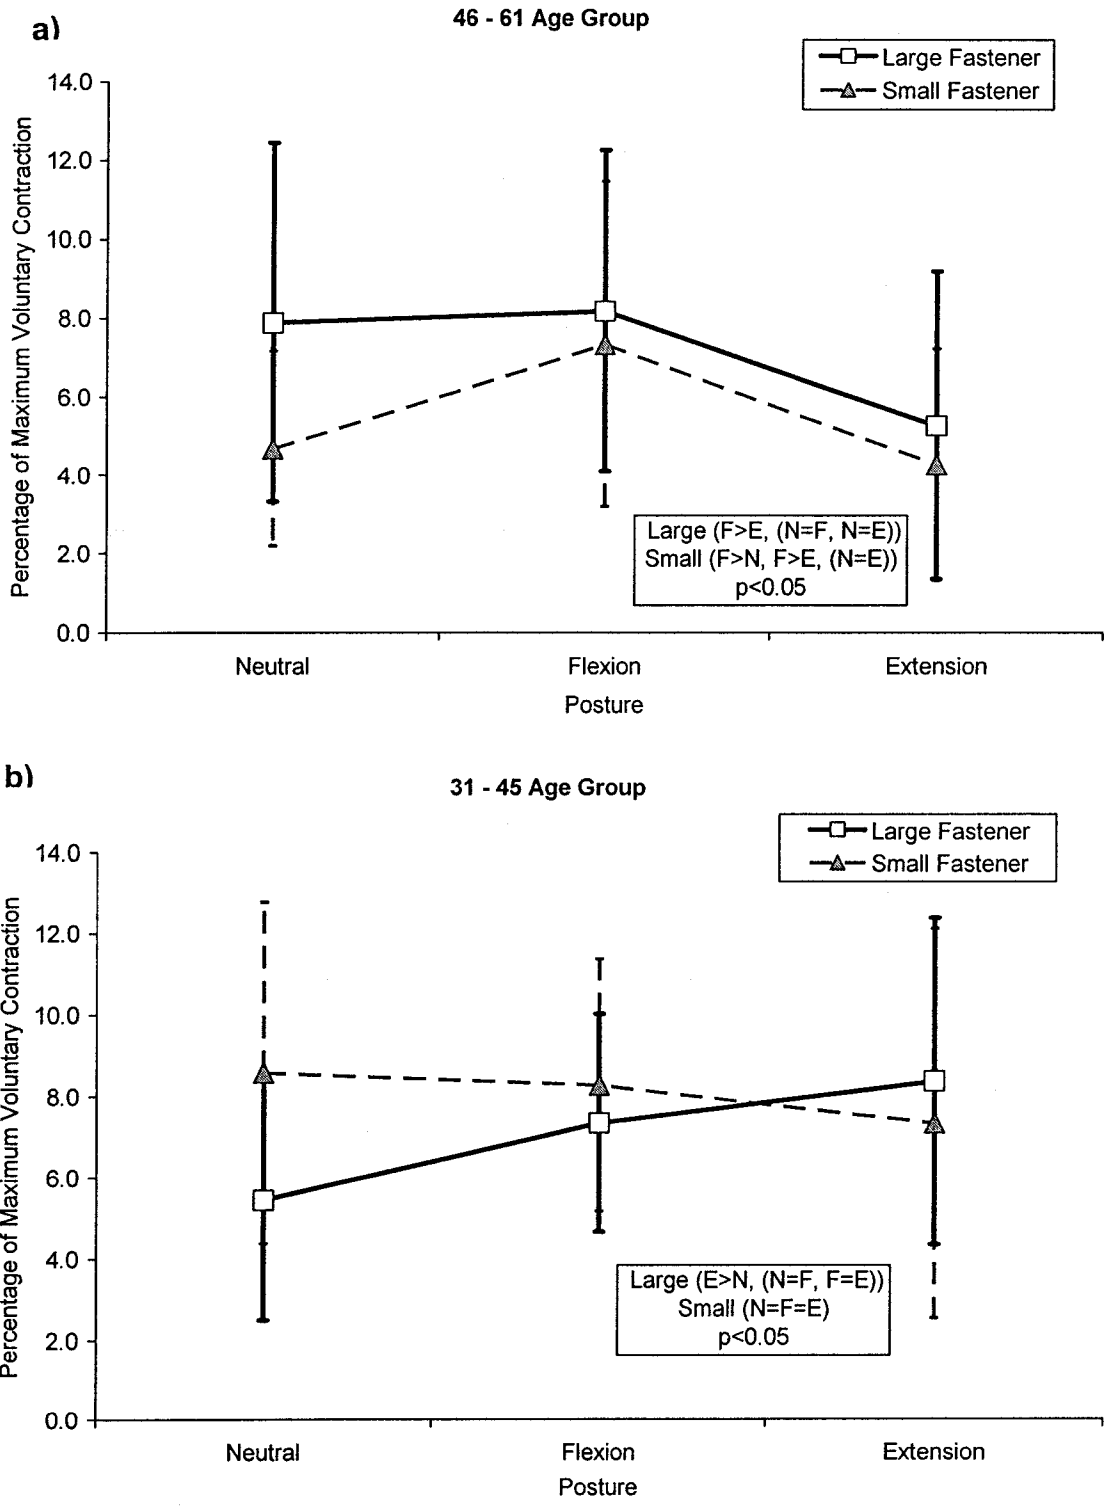 a)
46 - 61 Age Group
Large Fastener
Small Fastener
14.0
12.0
10.0
8.0
6.0
4.0
2.0
0.0
Percentage of Maximum Voluntary Contraction
Large (F>E, (N=F, N=E))
Small (F>N, F>E, (N=E))
p<0.05
Neutral
Flexion
Extension
Posture
b)
31 - 45 Age Group
Large Fastener
Small Fastener
14.0
12.0
10.0
8.0
6.0
4.0
2.0
0.0
Percentage of Maximum Voluntary Contraction
Large (E>N, (N=F, F=E))
Small (N=F=E)
p<0.05
Neutral
Flexion
Extension
Posture